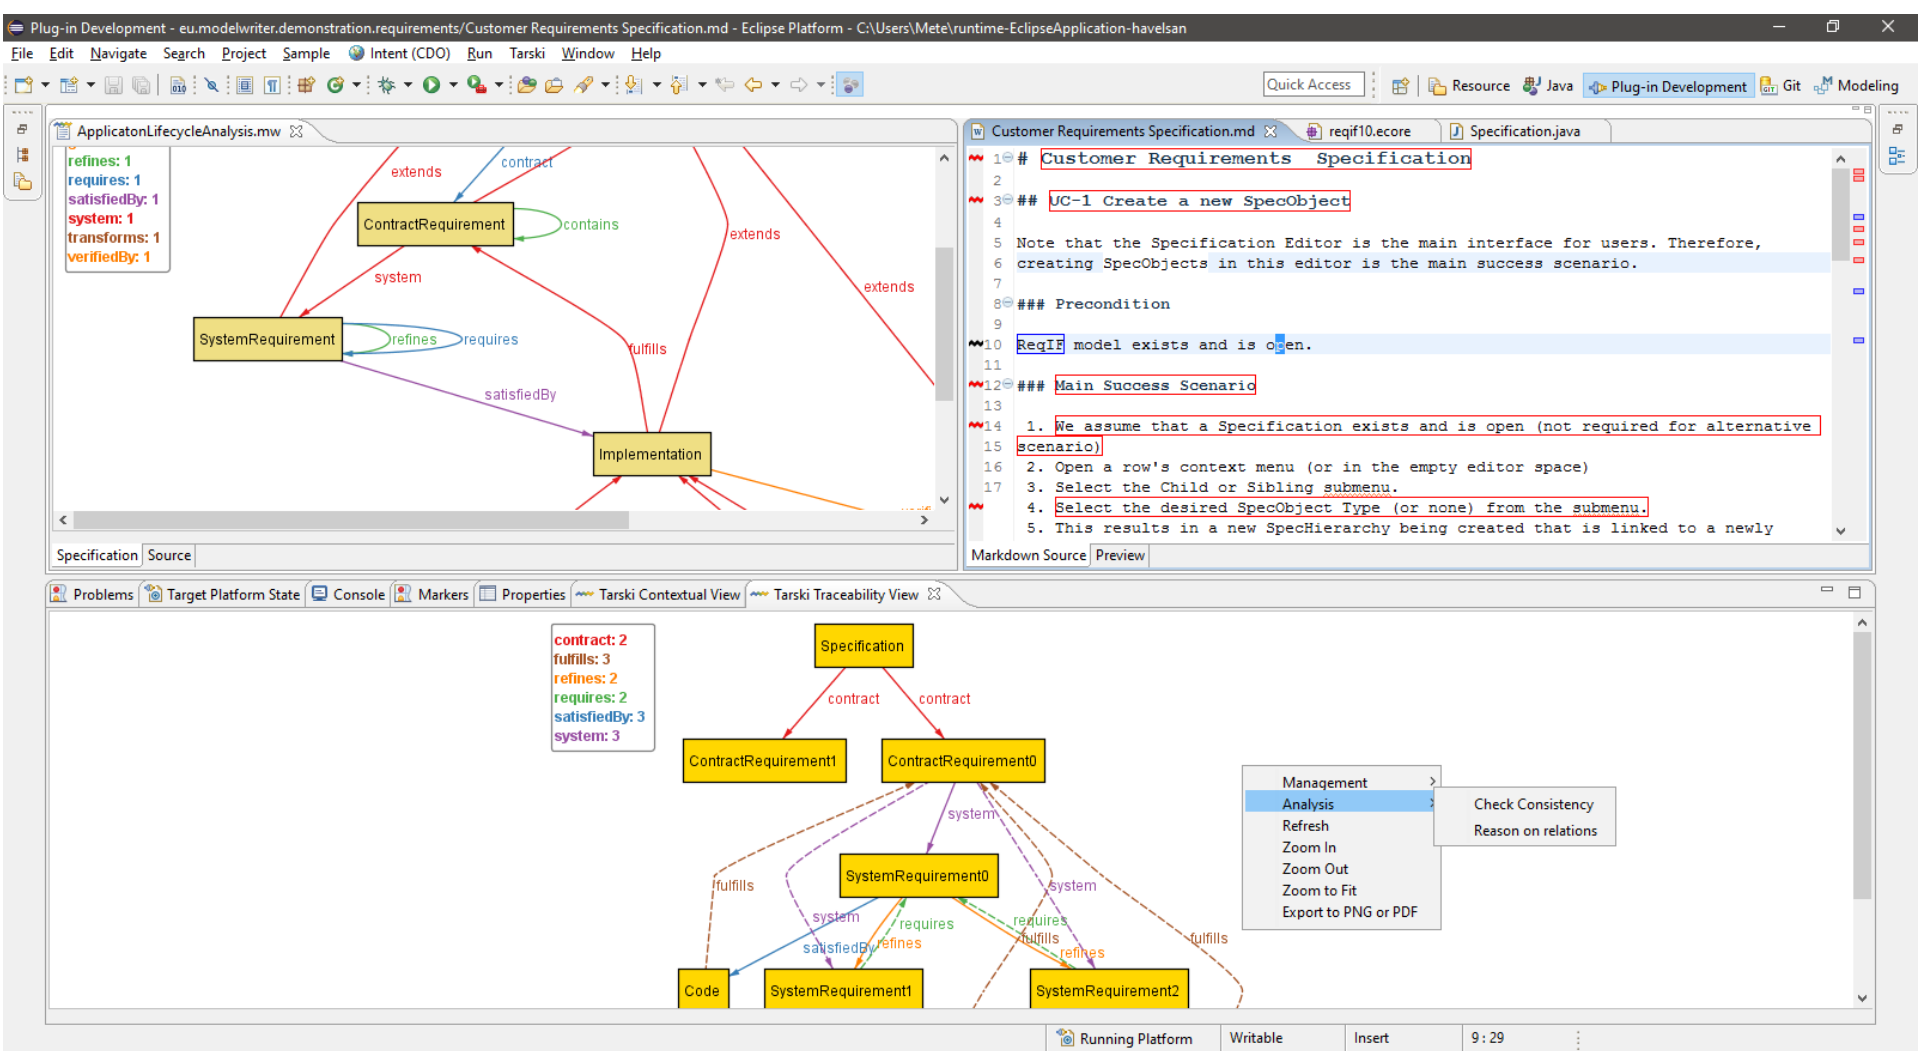 Plug-in Development - eu.modelwriter.demonstration.requirements/Customer Requirements Specification.md - Eclipse Platform - C:\Users\Mete\runtime-EclipseApplication-havelsan
File Edit Navigate Search Project Sample Intent (CDO) Run Tarski Window Help
Quick Access Resource Java Plug-in Development Git Modeling
ApplicatonLifecycleAnalysis.mw
refines: 1
requires: 1
satisfiedBy: 1
system: 1
transforms: 1
verifiedBy: 1
contract
extends
ContractRequirement
contains
extends
system
extends
SystemRequirement
refines
requires
fulfills
satisfiedBy
Implementation
Specification Source
Customer Requirements Specification.md reqif10.ecore Specification.java
1 # Customer Requirements  Specification
2
3 ## UC-1 Create a new SpecObject
4
5 Note that the Specification Editor is the main interface for users. Therefore,
6 creating SpecObjects in this editor is the main success scenario.
7
8 ### Precondition
9
10 ReqIF model exists and is open.
11
12 ### Main Success Scenario
13
14 1. We assume that a Specification exists and is open (not required for alternative
15 scenario)
16 2. Open a row's context menu (or in the empty editor space)
17 3. Select the Child or Sibling submenu.
4. Select the desired SpecObject Type (or none) from the submenu.
5. This results in a new SpecHierarchy being created that is linked to a newly
Markdown Source Preview
Problems Target Platform State Console Markers Properties Tarski Contextual View Tarski Traceability View
contract: 2
fulfills: 3
refines: 2
requires: 2
satisfiedBy: 3
system: 3
Specification
contract
contract
ContractRequirement1
ContractRequirement0
system
SystemRequirement0
fulfills
system
system
requires
requires
satisfiedBy
refines
fulfills
refines
fulfills
Code
SystemRequirement1
SystemRequirement2
Management
Analysis
Refresh
Zoom In
Zoom Out
Zoom to Fit
Export to PNG or PDF
Check Consistency
Reason on relations
Running Platform Writable Insert 9 : 29